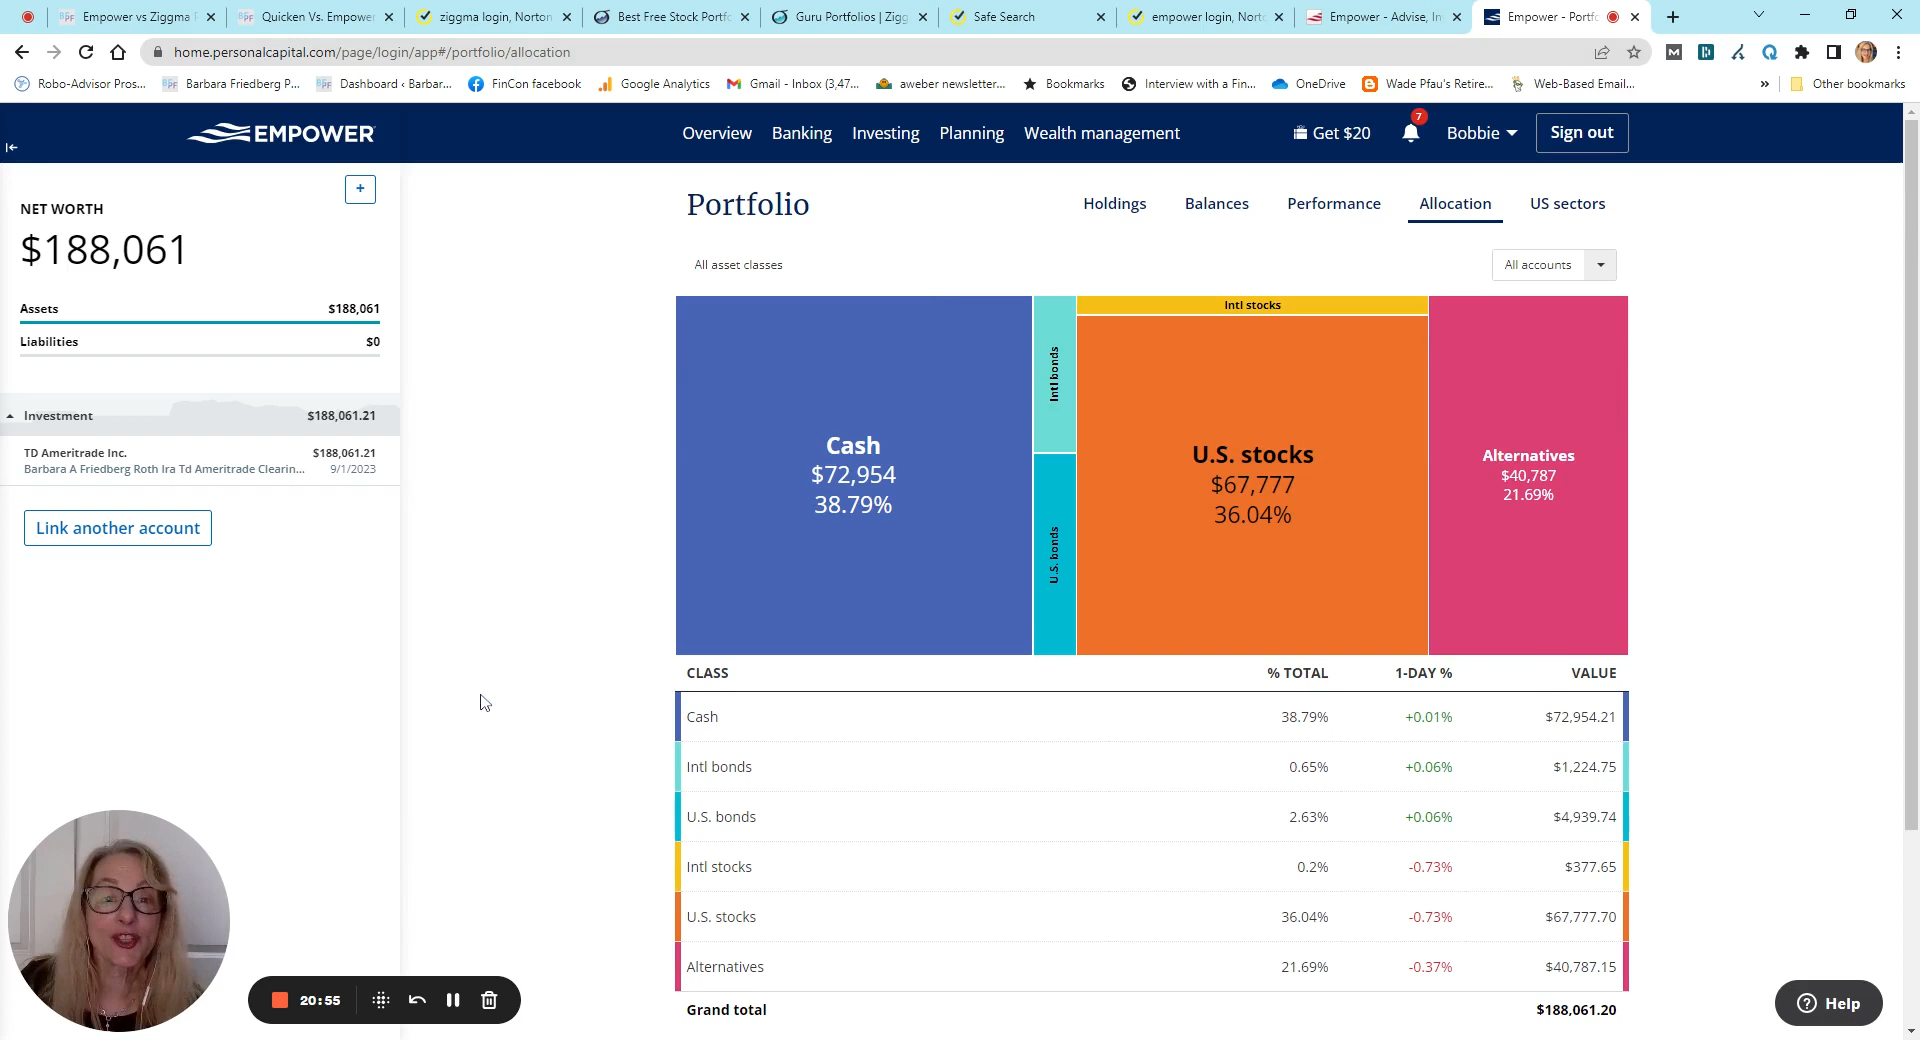 Empower vs Ziggma
Quicken Vs. Empower
ziggma login, Norton
Best Free Stock Portfo
Guru Portfolios | Zigg
Safe Search
empower login, Nort
Empower - Advise, In
Empower - Portfo
home.personalcapital.com/page/login/app#/portfolio/allocation
Robo-Advisor Pros...
Barbara Friedberg P...
Dashboard ‹ Barbar...
FinCon facebook
Google Analytics
Gmail - Inbox (3,47...
aweber newsletter...
Bookmarks
Interview with a Fin...
OneDrive
Wade Pfau's Retire...
Web-Based Email...
»
Other bookmarks
EMPOWER
Overview
Banking
Investing
Planning
Wealth management
Get $20
7
Bobbie
Sign out
+
NET WORTH
$188,061
Assets $188,061
Liabilities $0
Investment $188,061.21
TD Ameritrade Inc. $188,061.21
Barbara A Friedberg Roth Ira Td Ameritrade Clearin... 9/1/2023
Link another account
Portfolio
Holdings
Balances
Performance
Allocation
US sectors
All asset classes
All accounts
Cash
$72,954
38.79%
Intl bonds
U.S. bonds
Intl stocks
U.S. stocks
$67,777
36.04%
Alternatives
$40,787
21.69%
CLASS % TOTAL 1-DAY % VALUE
Cash 38.79% +0.01% $72,954.21
Intl bonds 0.65% +0.06% $1,224.75
U.S. bonds 2.63% +0.06% $4,939.74
Intl stocks 0.2% -0.73% $377.65
U.S. stocks 36.04% -0.73% $67,777.70
Alternatives 21.69% -0.37% $40,787.15
Grand total $188,061.20
20:55
Help